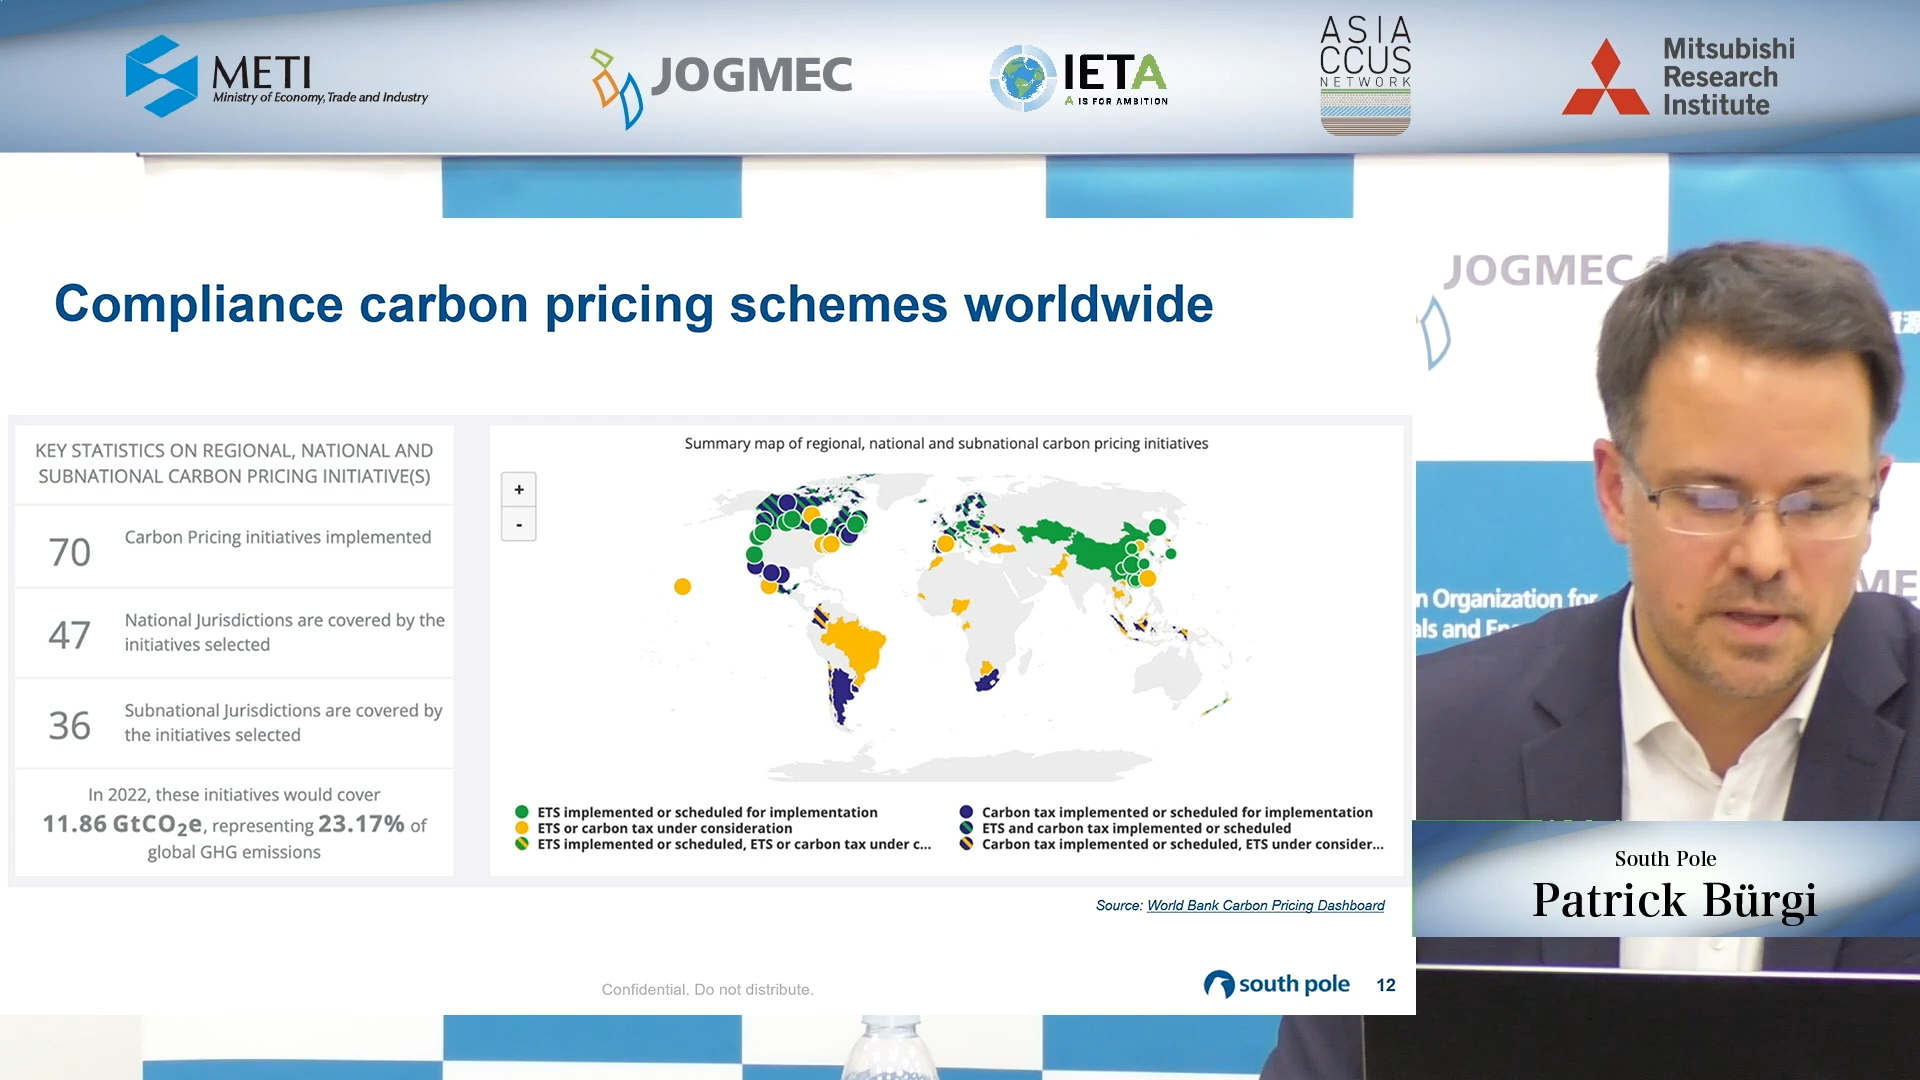 METI
Ministry of Economy, Trade and Industry
JOGMEC
IETA
A IS FOR AMBITION
ASIA
CCUS
NETWORK
Mitsubishi
Research
Institute
JOGMEC
Compliance carbon pricing schemes worldwide
KEY STATISTICS ON REGIONAL, NATIONAL AND
SUBNATIONAL CARBON PRICING INITIATIVE(S)
70
Carbon Pricing initiatives implemented
47
National Jurisdictions are covered by the
initiatives selected
36
Subnational Jurisdictions are covered by
the initiatives selected
In 2022, these initiatives would cover
11.86 GtCO2e, representing 23.17% of
global GHG emissions
Summary map of regional, national and subnational carbon pricing initiatives
+
-
ETS implemented or scheduled for implementation
ETS or carbon tax under consideration
ETS implemented or scheduled, ETS or carbon tax under c...
Carbon tax implemented or scheduled for implementation
ETS and carbon tax implemented or scheduled
Carbon tax implemented or scheduled, ETS under consider...
Source: World Bank Carbon Pricing Dashboard
Confidential. Do not distribute.
south pole
12
n Organization for
als and En
ME
South Pole
Patrick Bürgi